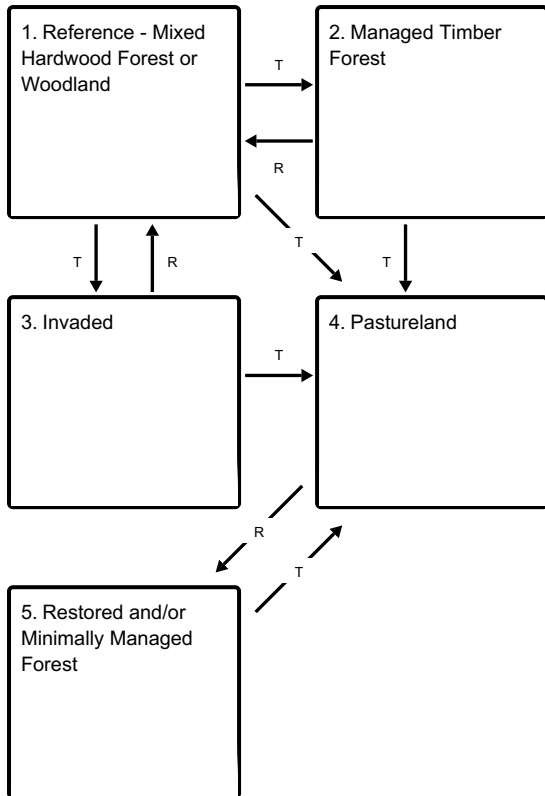 1. Reference - Mixed
Hardwood Forest or
Woodland
2. Managed Timber
Forest
T
R
T
T
R
T
3. Invaded
4. Pastureland
T
R
T
5. Restored and/or
Minimally Managed
Forest